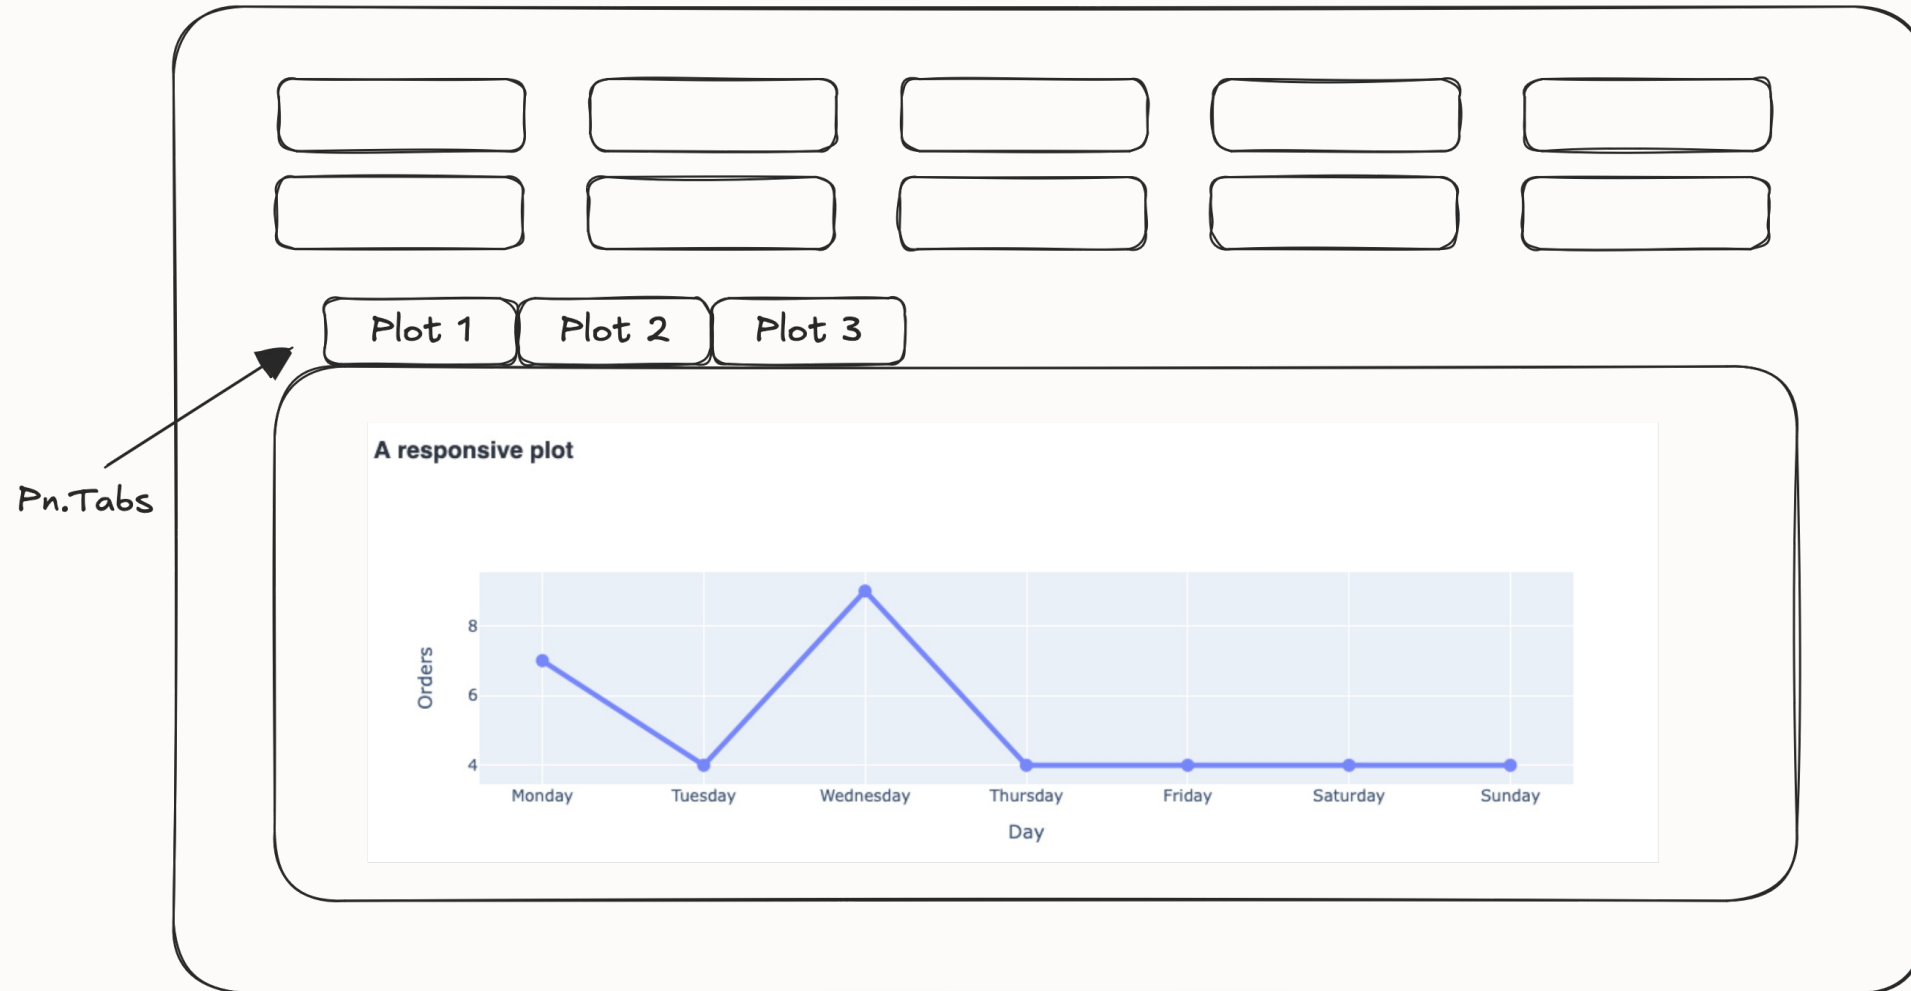 Plot 1 Plot 2 Plot 3
Pn.Tabs
A responsive plot
Orders
8
6
4
Monday Tuesday Wednesday Thursday Friday Saturday Sunday
Day